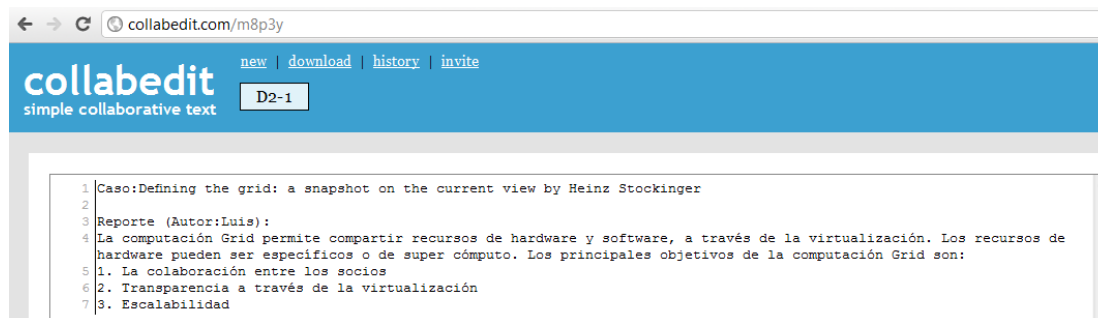 collabedit.com/m8p3y
new | download | history | invite
collabedit
simple collaborative text
D2-1
1 Caso:Defining the grid: a snapshot on the current view by Heinz Stockinger
2
3 Reporte (Autor:Luis):
4 La computación Grid permite compartir recursos de hardware y software, a través de la virtualización. Los recursos de
hardware pueden ser específicos o de super cómputo. Los principales objetivos de la computación Grid son:
5 1. La colaboración entre los socios
6 2. Transparencia a través de la virtualización
7 3. Escalabilidad